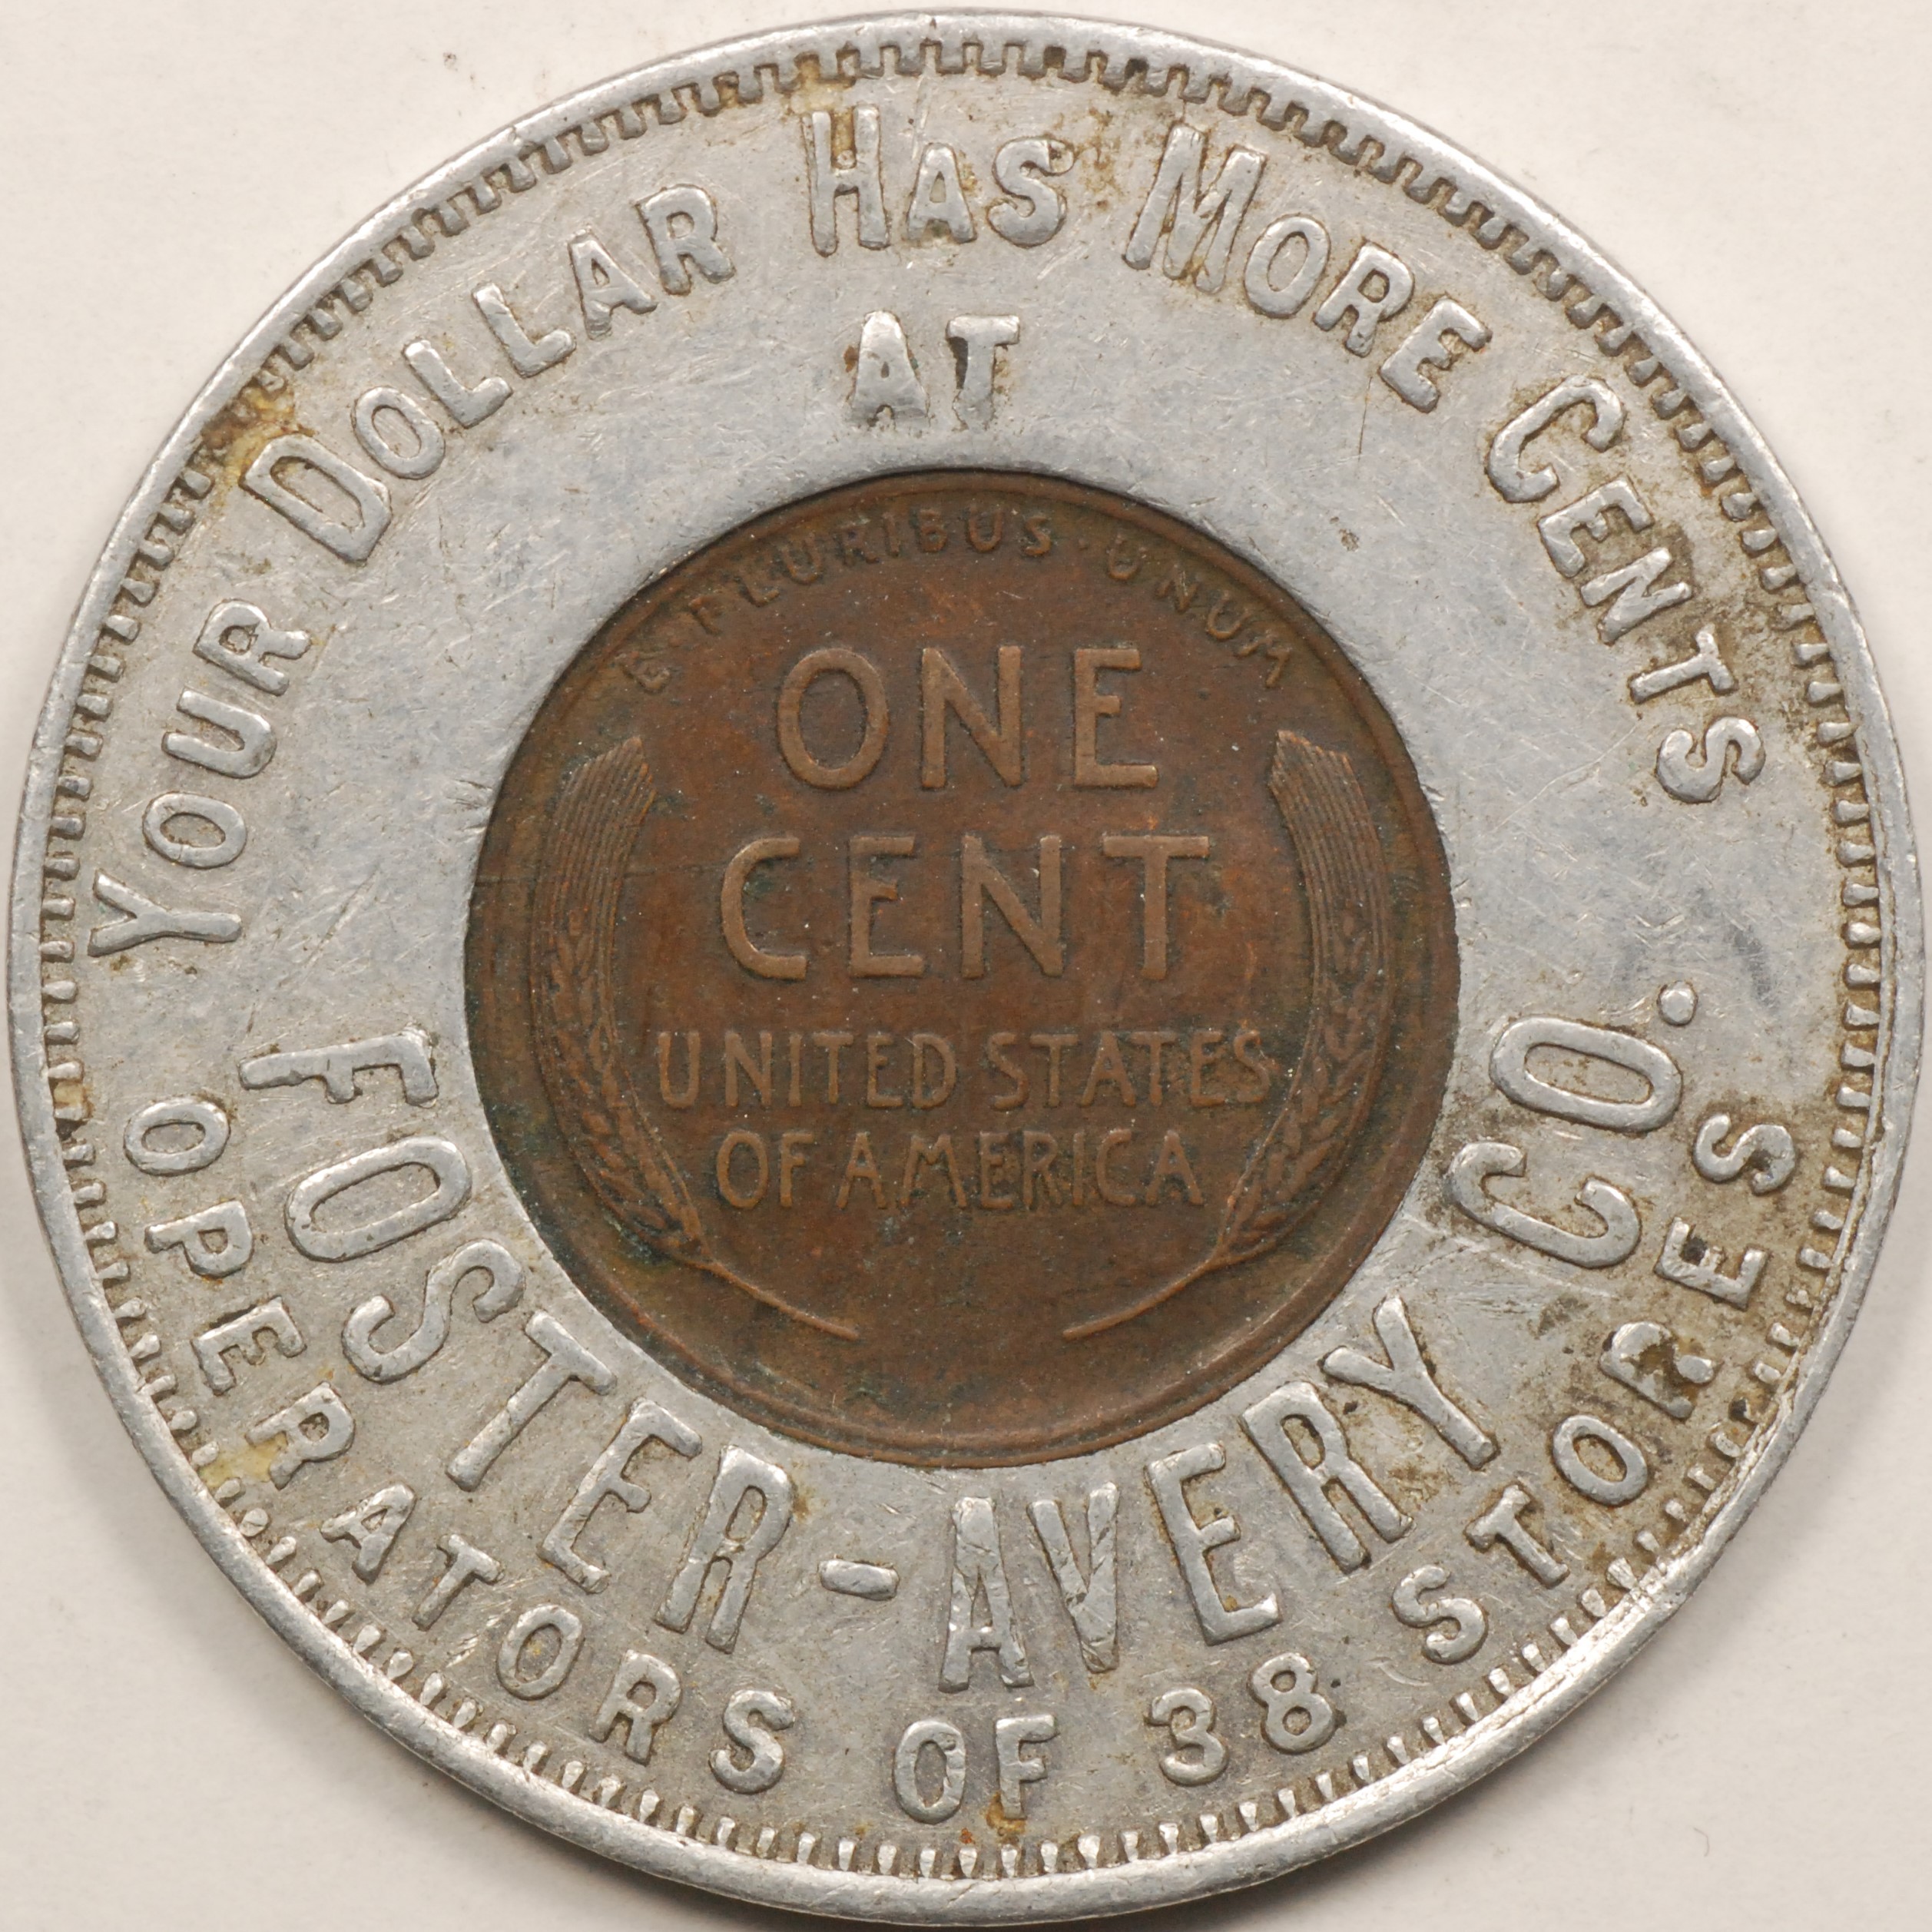 Your Dollar Has More Cents
AT
E·PLURIBUS·UNUM
ONE
CENT
UNITED STATES
OF AMERICA
FOSTER-AVERY CO.
OPERATORS OF 38 STORES